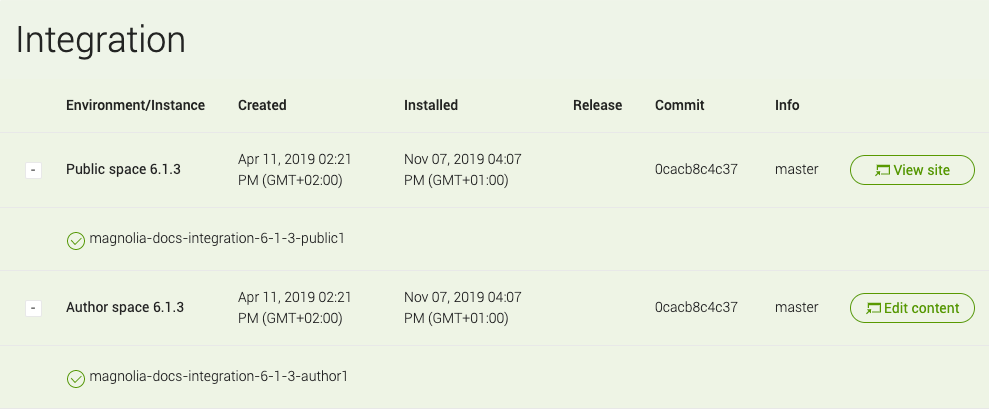 Integration
Environment/Instance Created Installed Release Commit Info
- Public space 6.1.3 Apr 11, 2019 02:21 PM (GMT+02:00) Nov 07, 2019 04:07 PM (GMT+01:00) 0cacb8c4c37 master View site
magnolia-docs-integration-6-1-3-public1
- Author space 6.1.3 Apr 11, 2019 02:21 PM (GMT+02:00) Nov 07, 2019 04:07 PM (GMT+01:00) 0cacb8c4c37 master Edit content
magnolia-docs-integration-6-1-3-author1